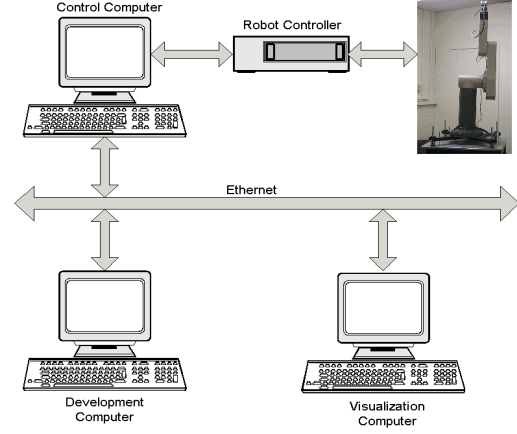 Control Computer
Robot Controller
Ethernet
Development
Computer
Visualization
Computer